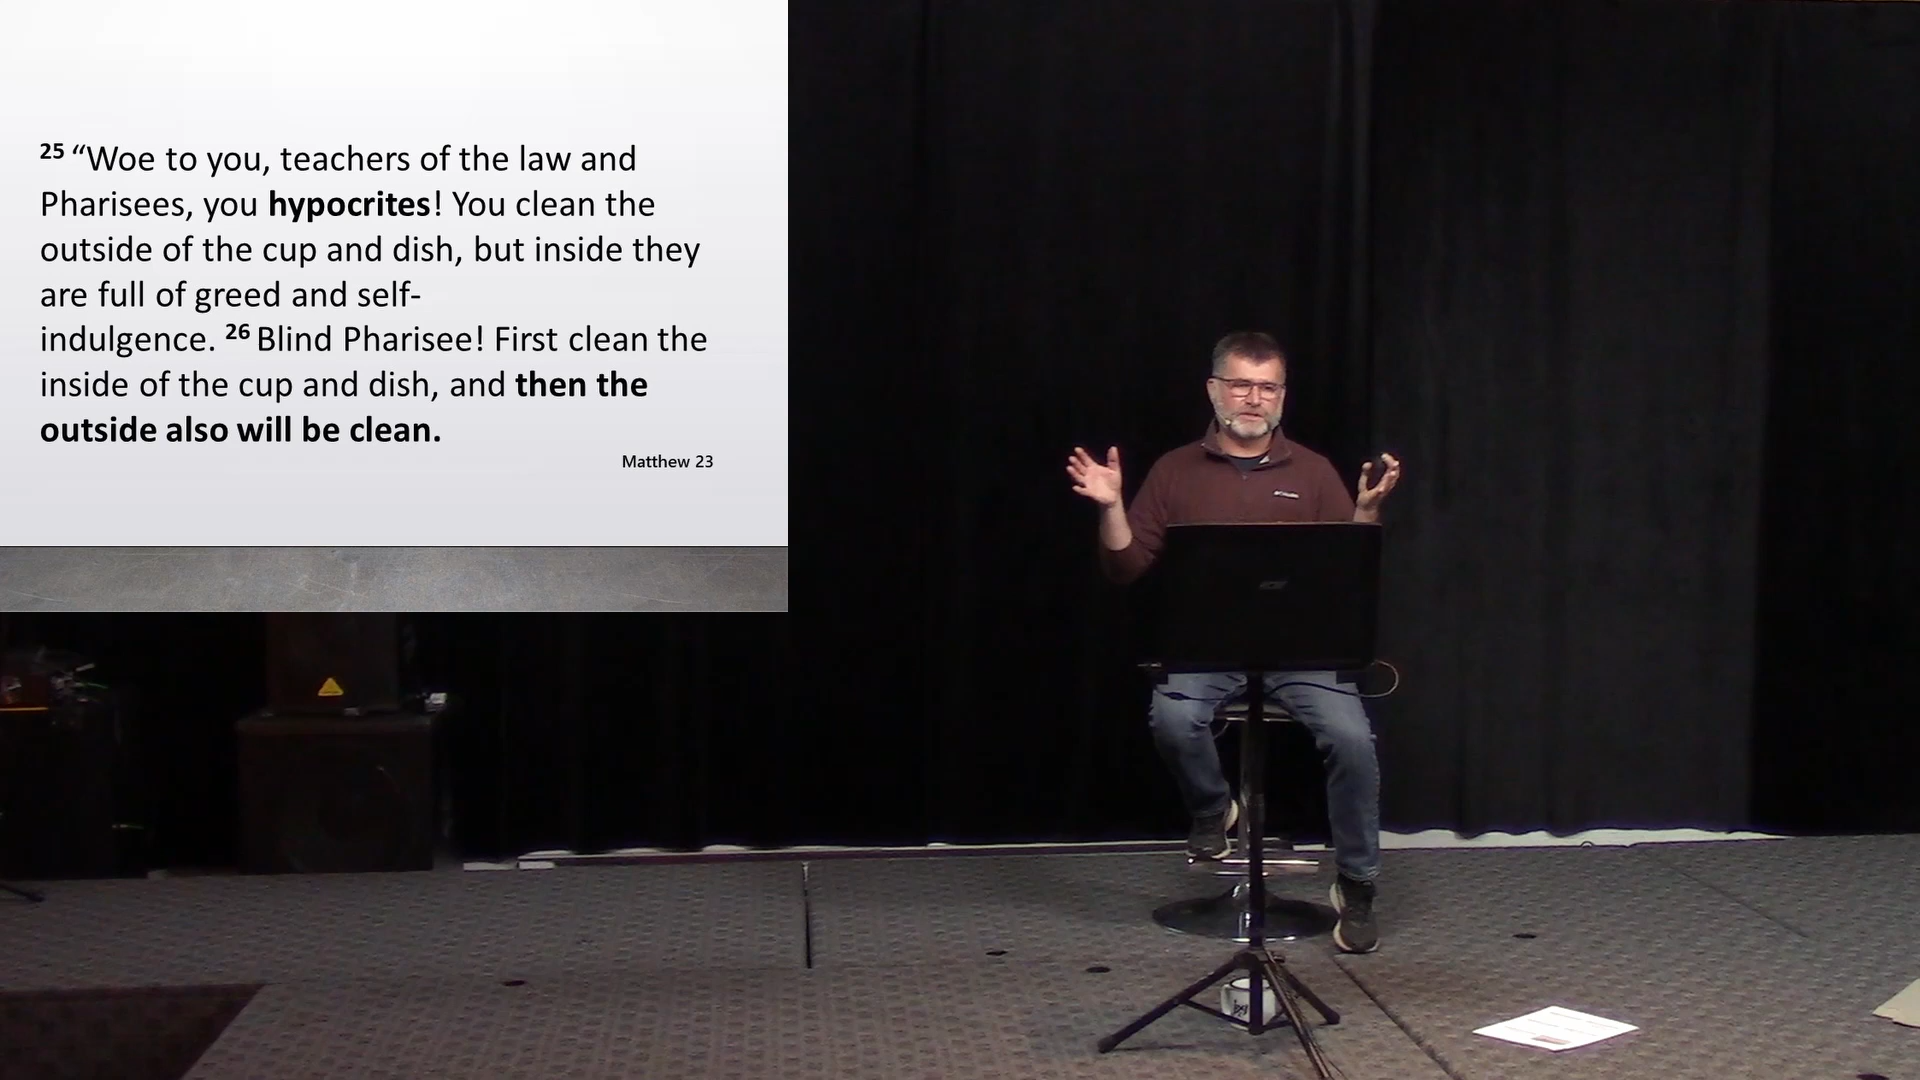 25 “Woe to you, teachers of the law and
Pharisees, you hypocrites! You clean the
outside of the cup and dish, but inside they
are full of greed and self-
indulgence. 26 Blind Pharisee! First clean the
inside of the cup and dish, and then the
outside also will be clean.
Matthew 23